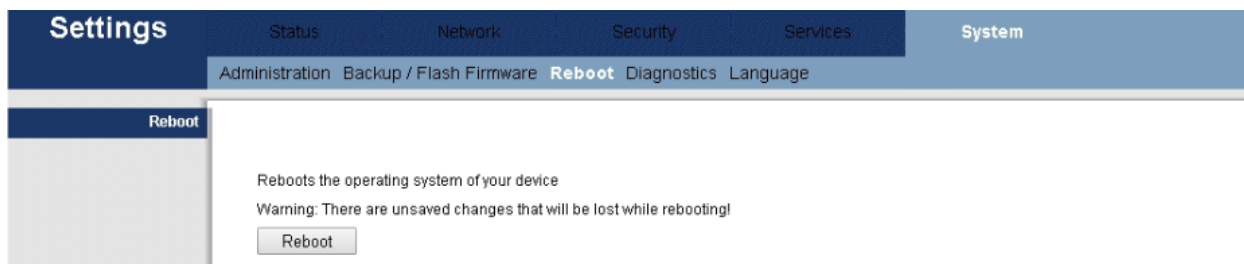 Settings Status Network Security Services System
Administration Backup / Flash Firmware Reboot Diagnostics Language
Reboot
Reboots the operating system of your device
Warning: There are unsaved changes that will be lost while rebooting!
Reboot